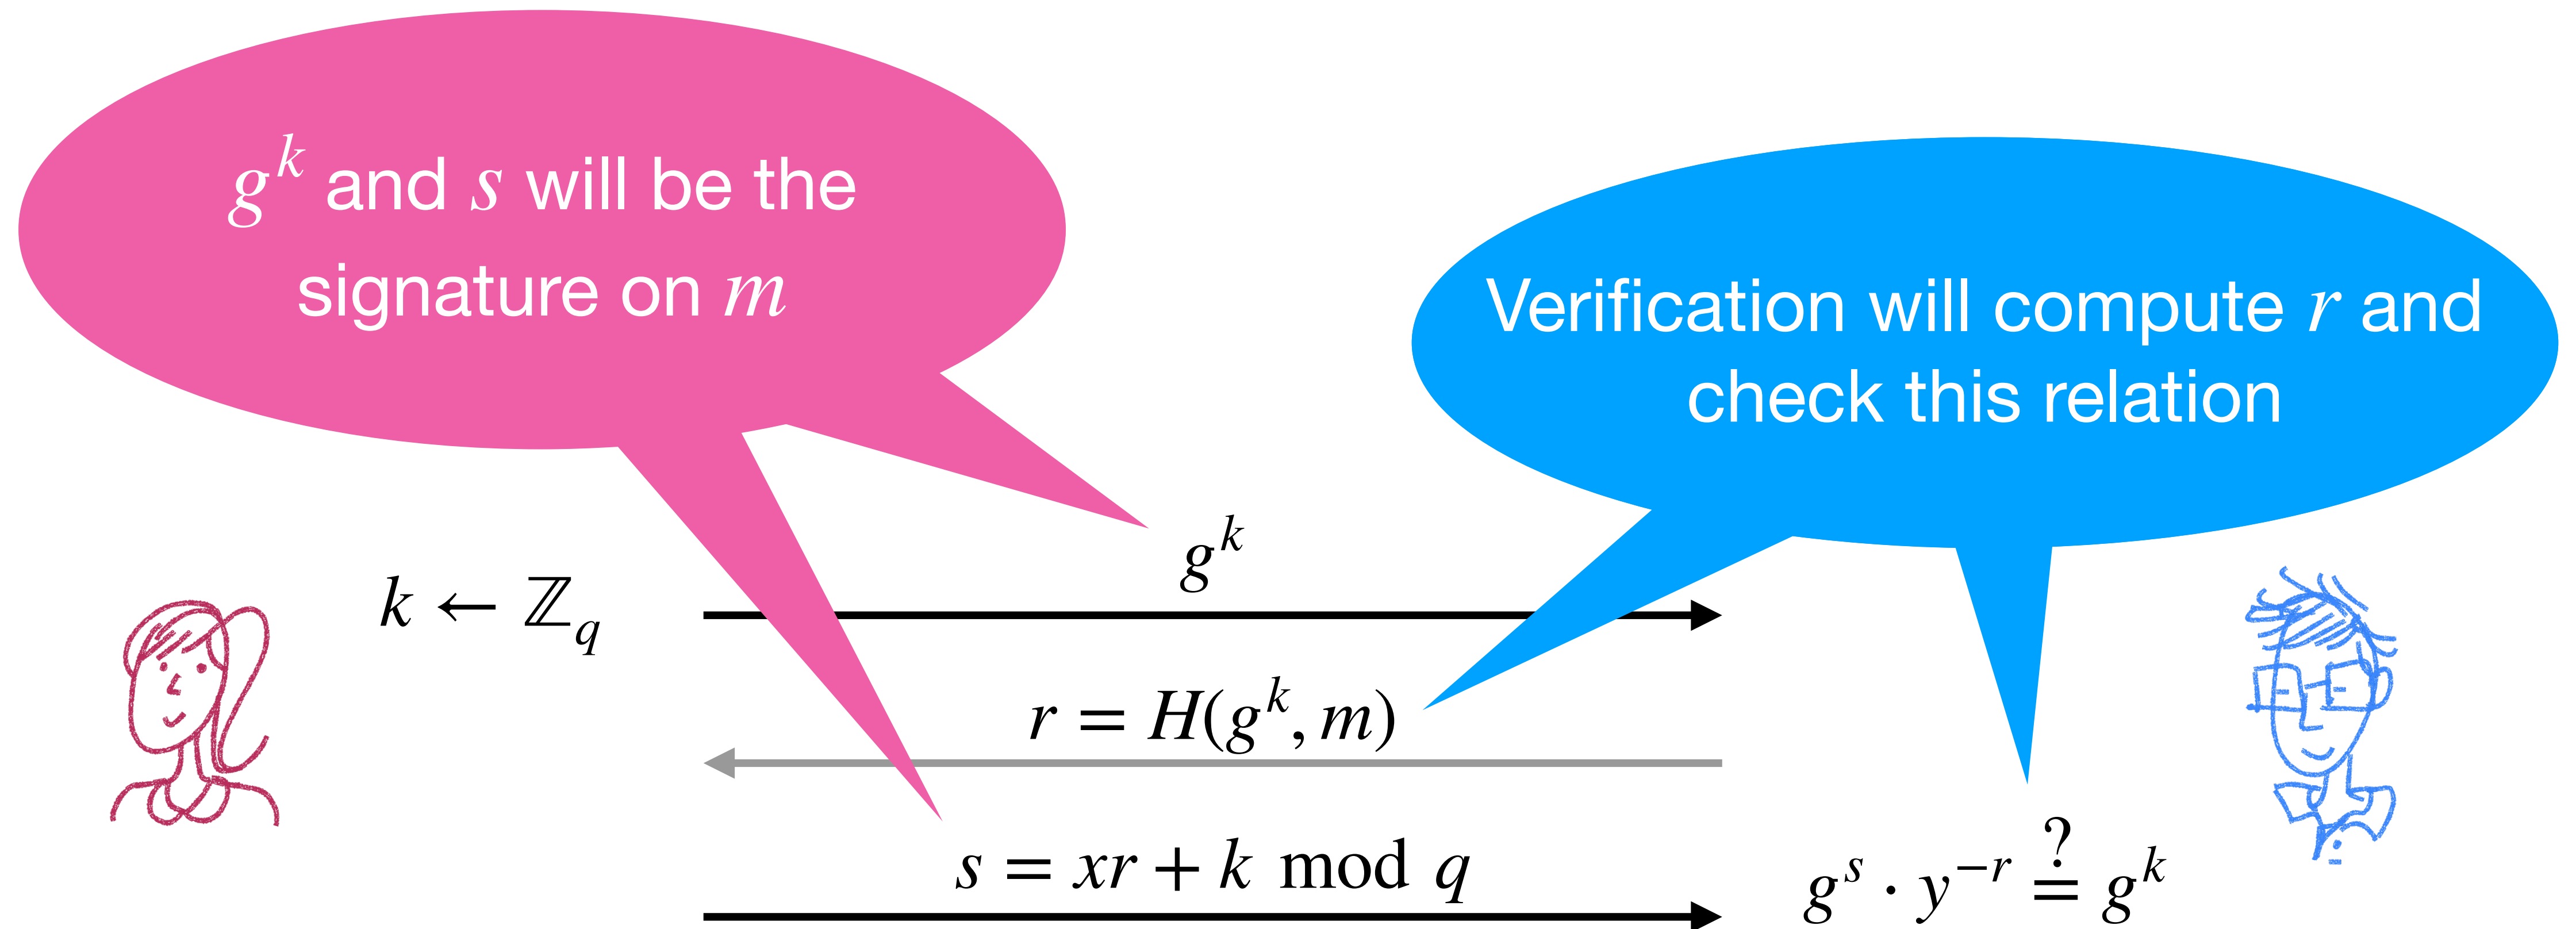 g^k and s will be the
signature on m
Verification will compute r and
check this relation
g^k
k ← ℤ_q
r = H(g^k, m)
s = xr + k mod q
g^s · y^{−r} ≟ g^k